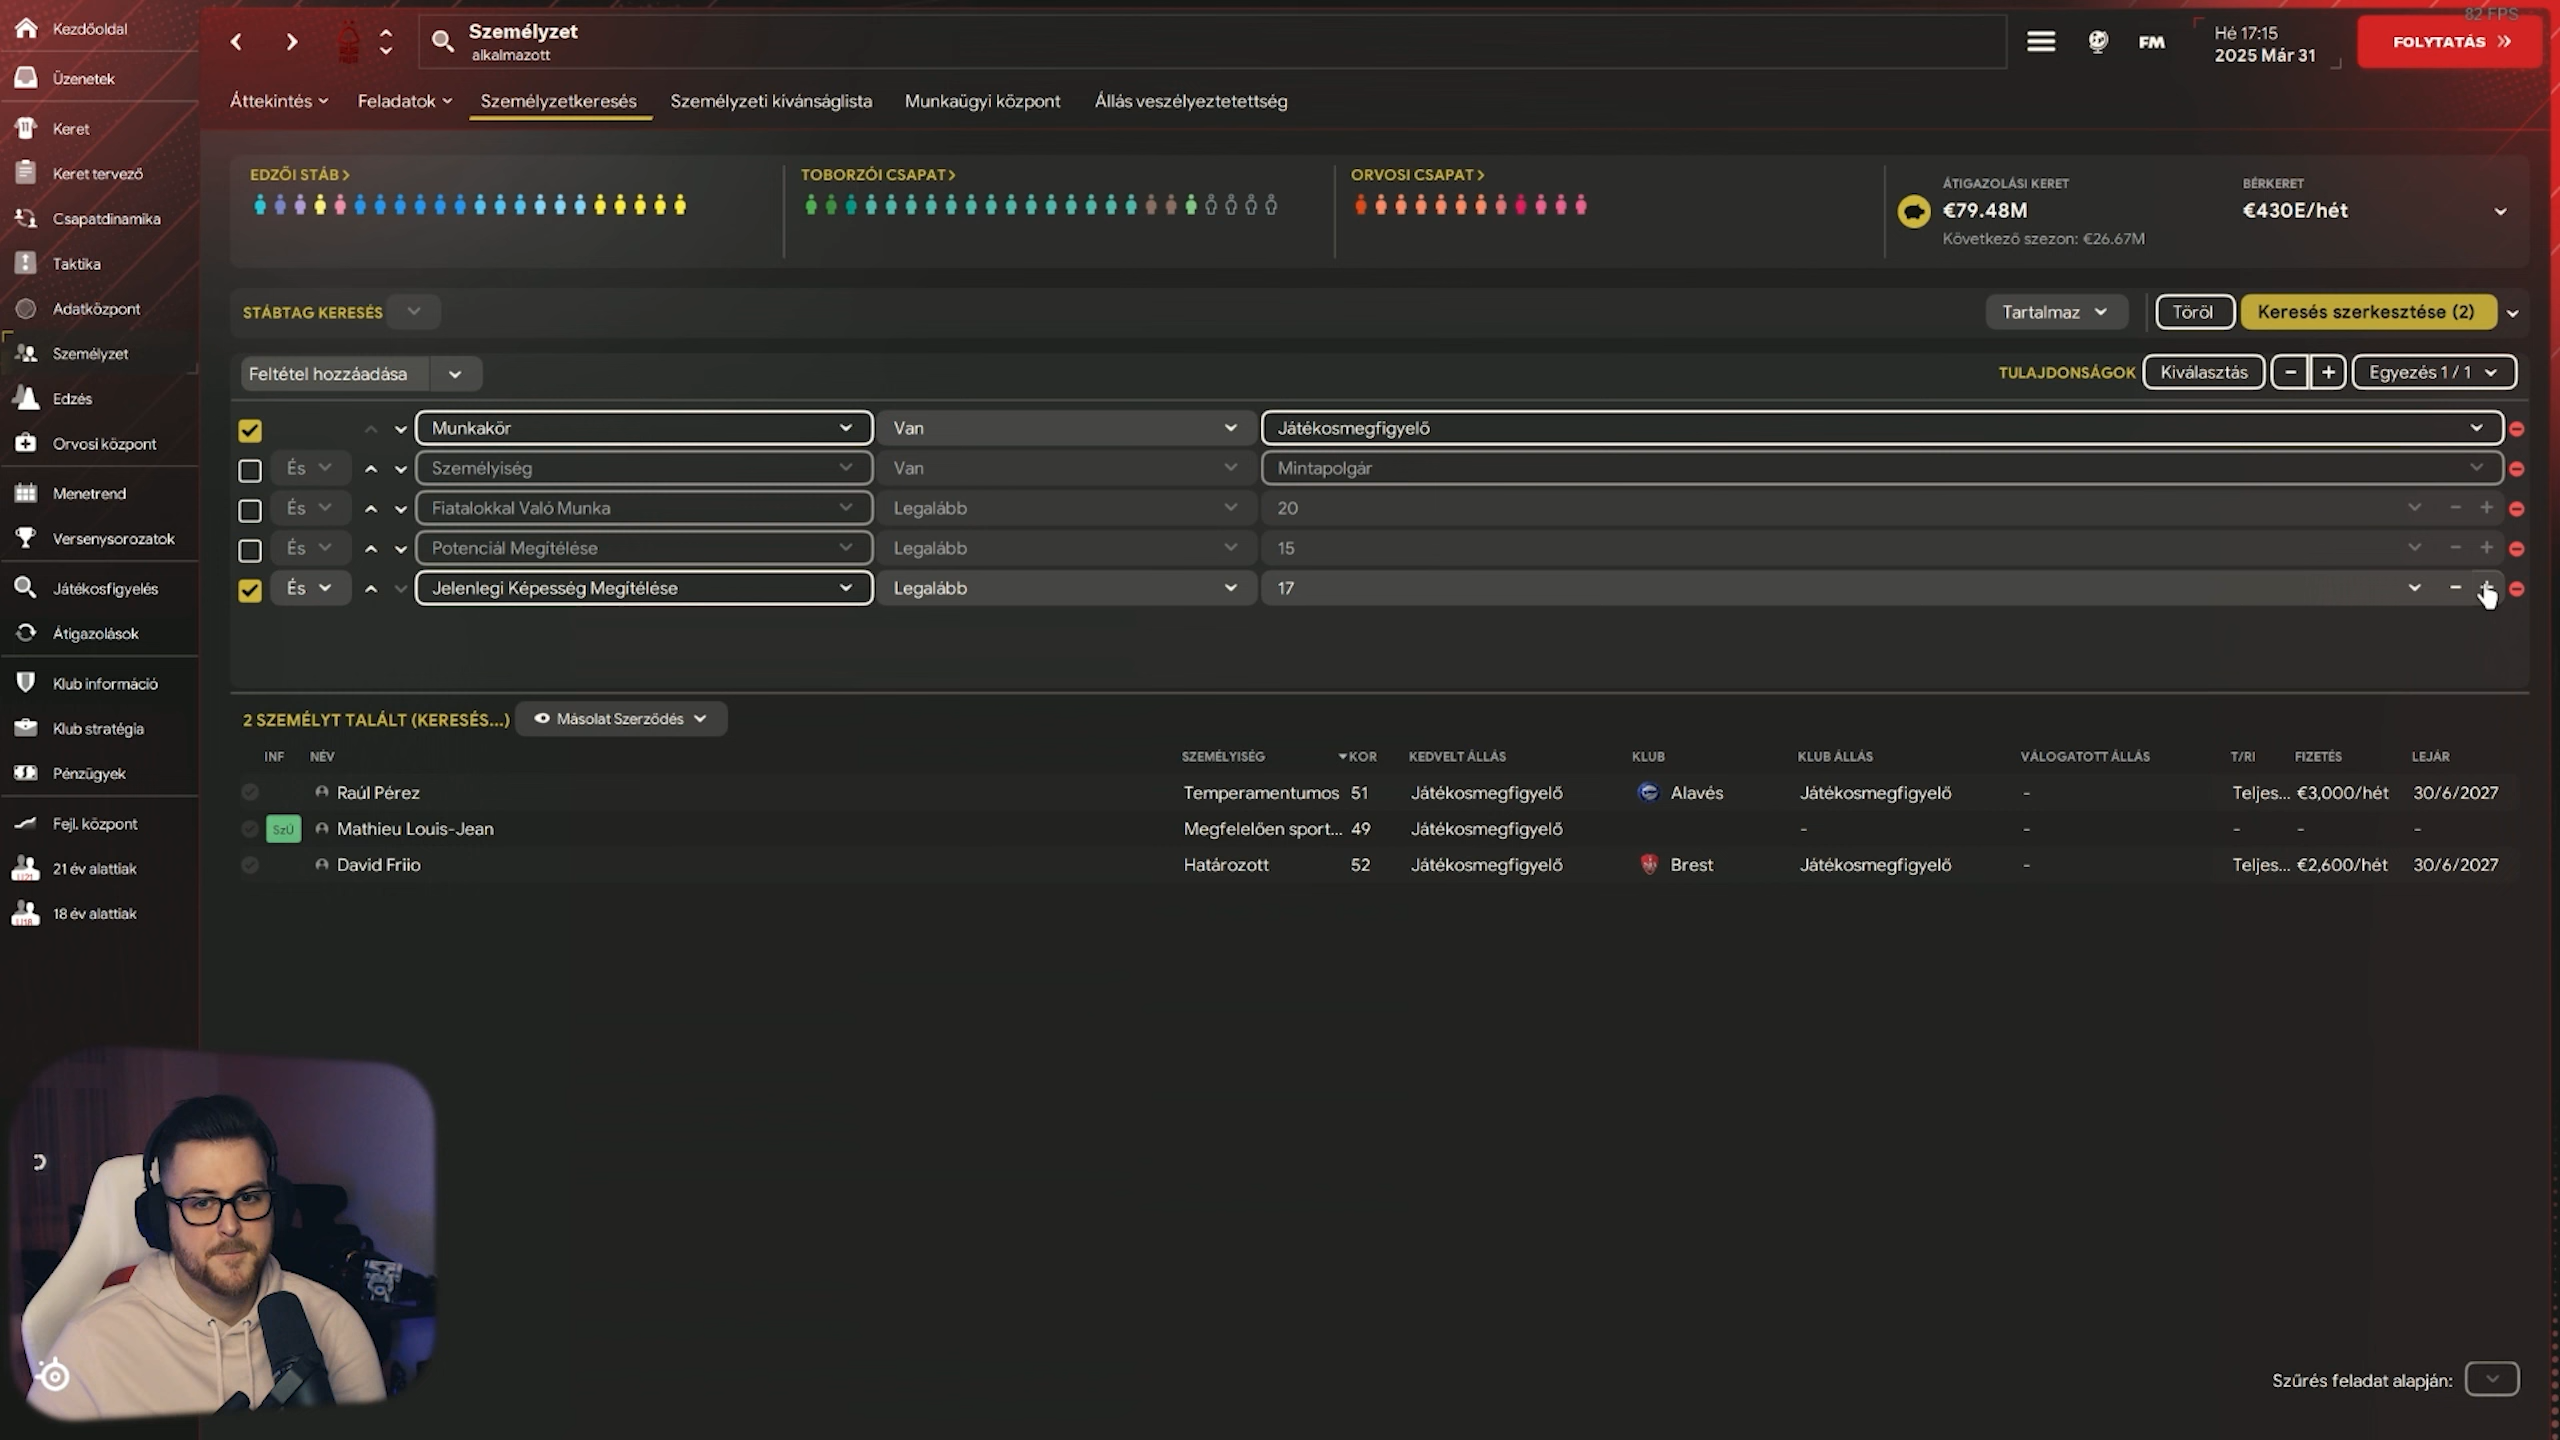 82 FPS
Kezdőoldal
Üzenetek
Keret
Keret tervező
Csapatdinamika
Taktika
Adatközpont
Személyzet
Edzés
Orvosi központ
Menetrend
Versenysorozatok
Játékosfigyelés
Átigazolások
Klub információ
Klub stratégia
Pénzügyek
Fejl. központ
21 év alattiak
18 év alattiak
Személyzet
alkalmazott
FM
Hé 17:15
2025 Már 31
FOLYTATÁS
Áttekintés Feladatok Személyzetkeresés Személyzeti kívánságlista Munkaügyi központ Állás veszélyeztetettség
EDZŐI STÁB TOBORZÓI CSAPAT ORVOSI CSAPAT
ÁTIGAZOLÁSI KERET BÉRKERET
€79.48M €430E/hét
Következő szezon: €26.67M
STÁBTAG KERESÉS Tartalmaz Töröl Keresés szerkesztése (2)
Feltétel hozzáadása TULAJDONSÁGOK Kiválasztás - + Egyezés 1 / 1
Munkakör Van Játékosmegfigyelő
És Személyiség Van Mintapolgár
És Fiatalokkal Való Munka Legalább 20 - +
És Potenciál Megítélése Legalább 15 - +
És Jelenlegi Képesség Megítélése Legalább 17 - +
2 SZEMÉLYT TALÁLT (KERESÉS...) Másolat Szerződés
INF NÉV SZEMÉLYISÉG KOR KEDVELT ÁLLÁS KLUB KLUB ÁLLÁS VÁLOGATOTT ÁLLÁS T/RI FIZETÉS LEJÁR
Raúl Pérez Temperamentumos 51 Játékosmegfigyelő Alavés Játékosmegfigyelő - Teljes... €3,000/hét 30/6/2027
SzÜ Mathieu Louis-Jean Megfelelően sport... 49 Játékosmegfigyelő - - - - -
David Friio Határozott 52 Játékosmegfigyelő Brest Játékosmegfigyelő - Teljes... €2,600/hét 30/6/2027
Szűrés feladat alapján: